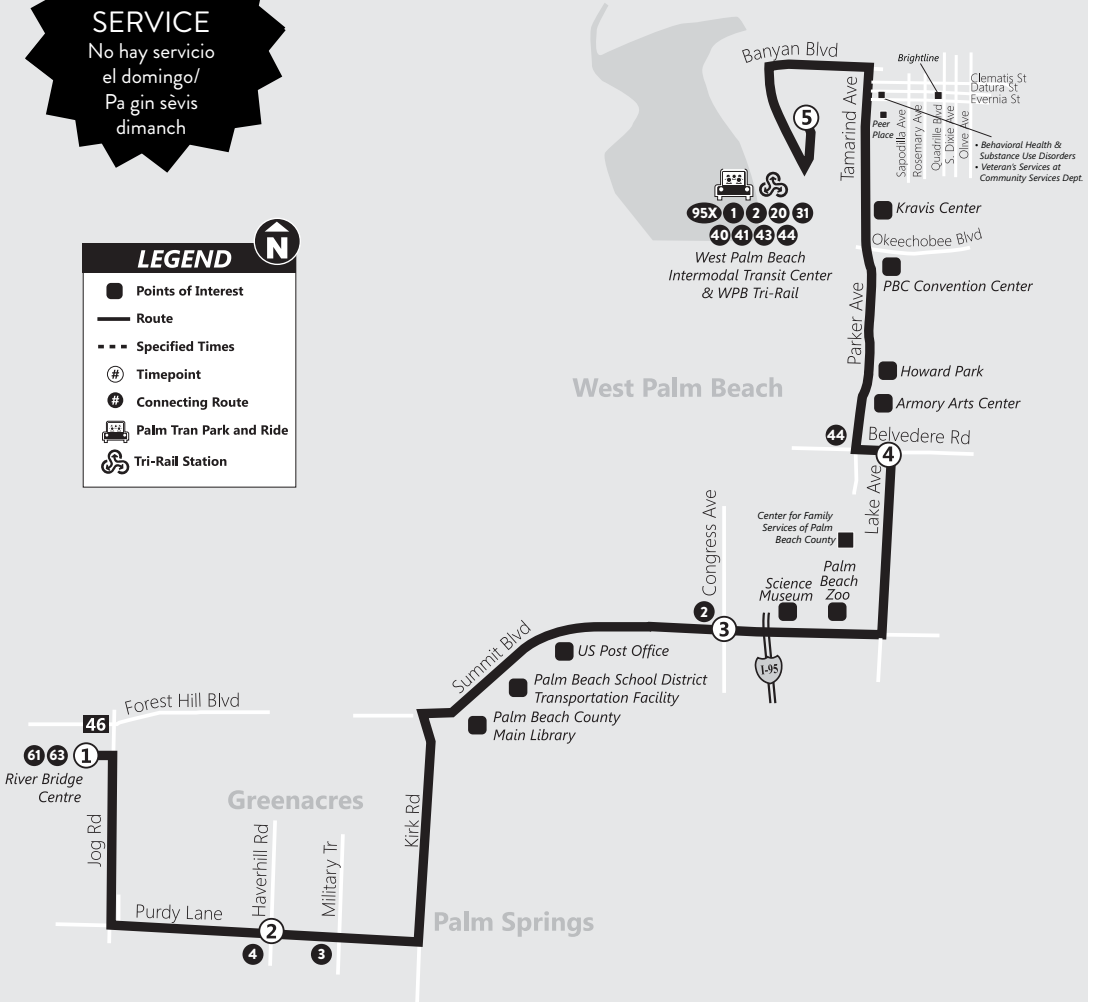 SERVICE
No hay servicio
el domingo/
Pa gin sèvis
dimanch
LEGEND
N
Points of Interest
Route
Specified Times
# Timepoint
# Connecting Route
Palm Tran Park and Ride
Tri-Rail Station
Banyan Blvd
Brightline
Clematis St
Datura St
Evernia St
Tamarind Ave
5
Peer
Place
Sapodilla Ave
Rosemary Ave
Quadrille Blvd
S. Dixie Ave
Olive Ave
• Behavioral Health &
Substance Use Disorders
• Veteran's Services at
Community Services Dept.
95X 1 2 20 31
40 41 43 44
West Palm Beach
Intermodal Transit Center
& WPB Tri-Rail
Kravis Center
Okeechobee Blvd
PBC Convention Center
Parker Ave
Howard Park
Armory Arts Center
West Palm Beach
44
Belvedere Rd
4
Lake Ave
Congress Ave
Center for Family
Services of Palm
Beach County
Science
Museum
Palm
Beach
Zoo
2
3
I-95
Summit Blvd
US Post Office
Palm Beach School District
Transportation Facility
Palm Beach County
Main Library
Forest Hill Blvd
46
61 63 1
River Bridge
Centre
Jog Rd
Greenacres
Haverhill Rd
Military Tr
Kirk Rd
Purdy Lane
2
4
3
Palm Springs